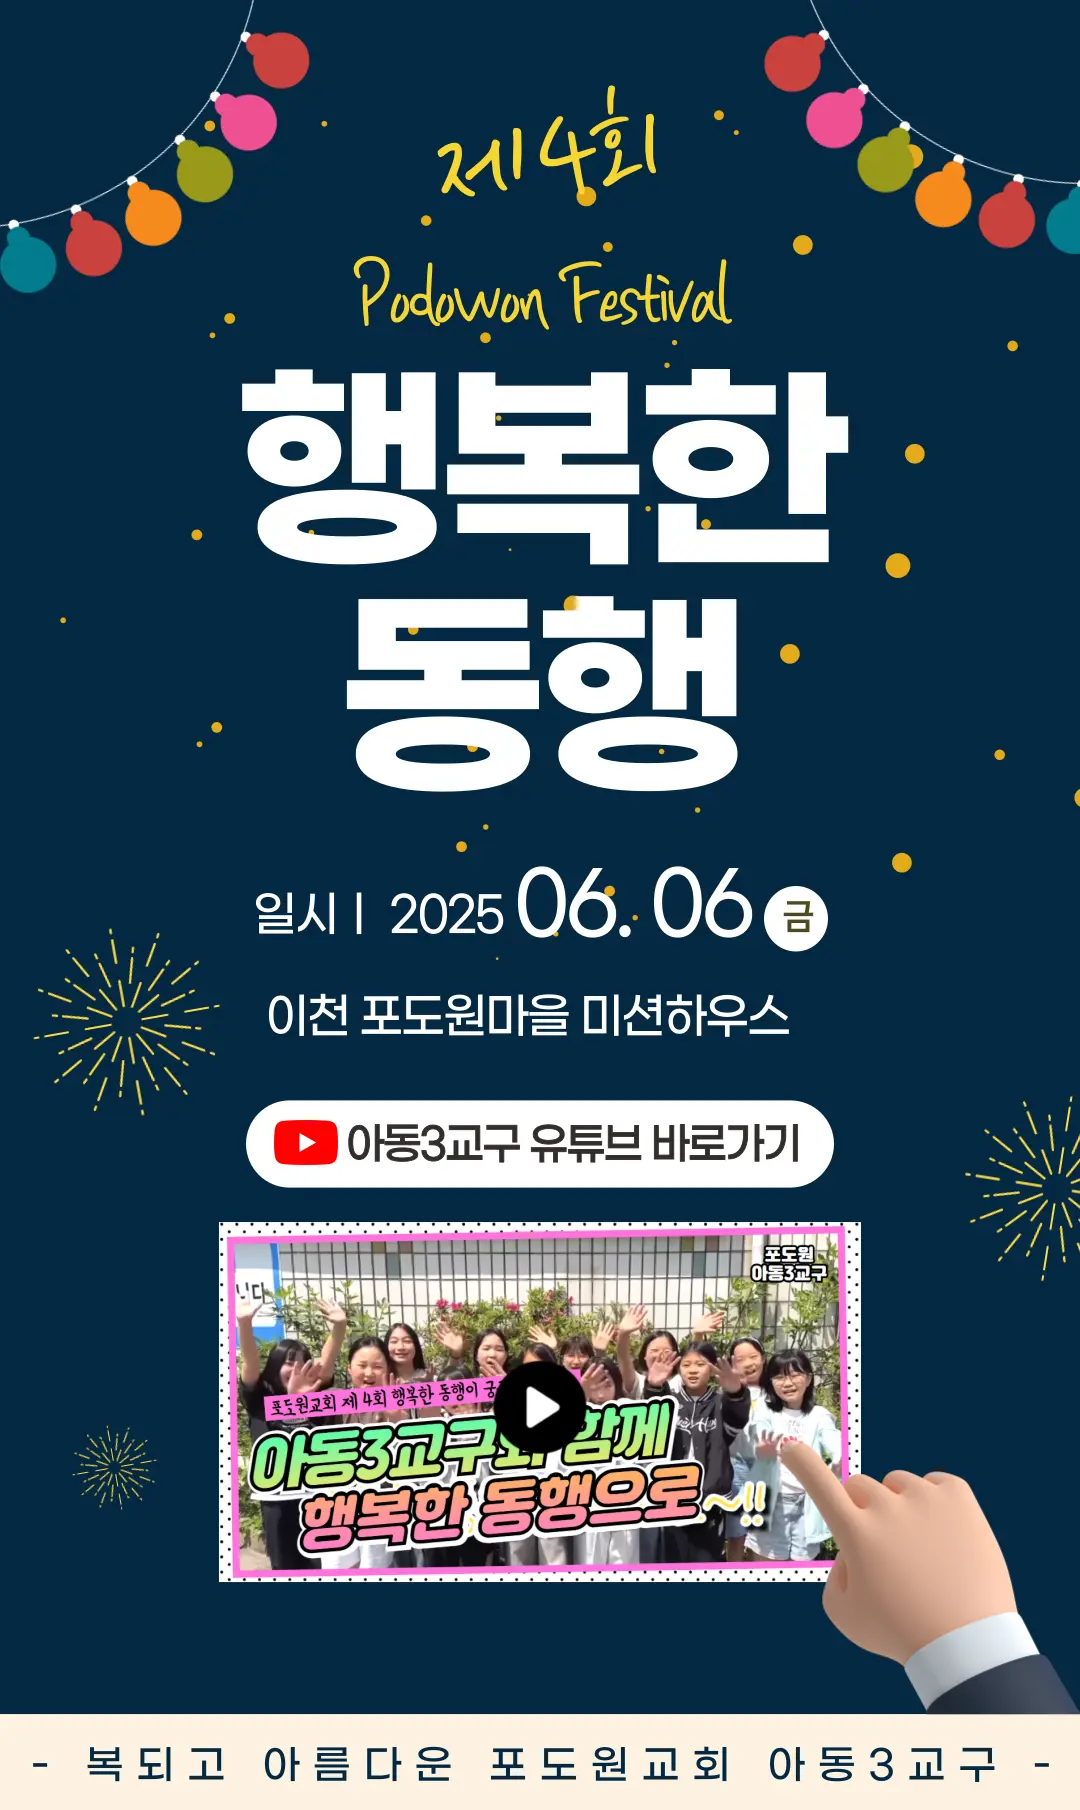 제4회
Podowon Festival
행복한
동행
일시ㅣ 2025 06. 06 금
이천 포도원마을 미션하우스
아동3교구 유튜브 바로가기
포도원
아동3교구
니다
포도원교회 제 4회 행복한 동행이
아동3교구와 함께
행복한 동행으로~!!
- 복되고 아름다운 포도원교회 아동3교구 -